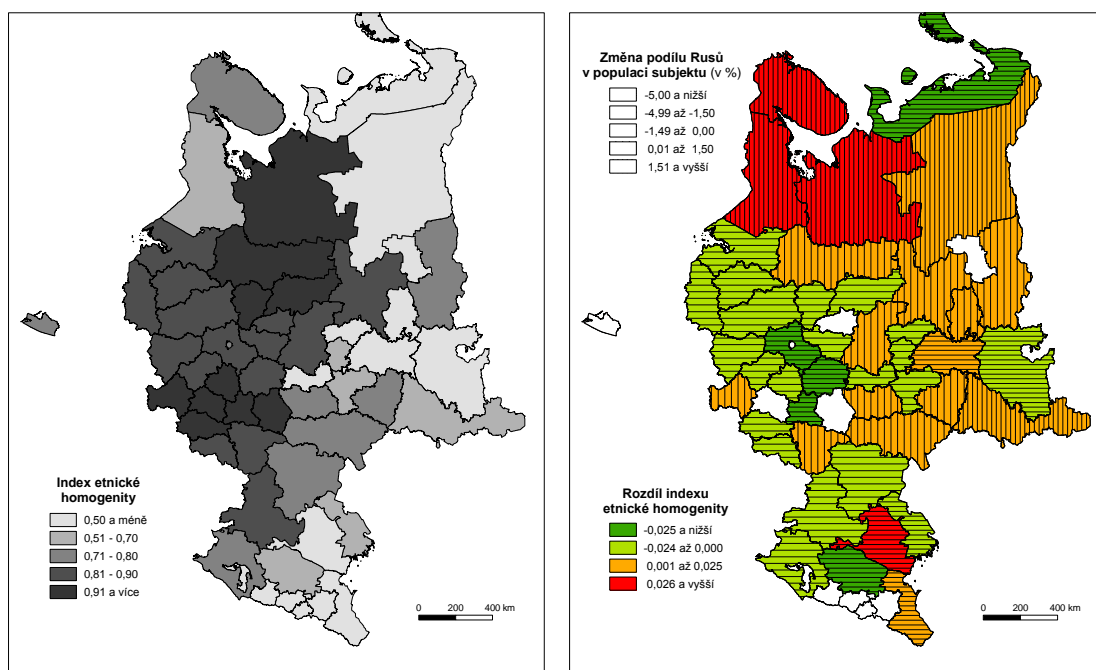 Index etnické
homogenity
0,50 a méně
0,51 - 0,70
0,71 - 0,80
0,81 - 0,90
0,91 a více
0 200 400 km
Změna podílu Rusů
v populaci subjektu (v %)
-5,00 a nižší
-4,99 až -1,50
-1,49 až 0,00
0,01 až 1,50
1,51 a vyšší
Rozdíl indexu
etnické homogenity
-0,025 a nižší
-0,024 až 0,000
0,001 až 0,025
0,026 a vyšší
0 200 400 km